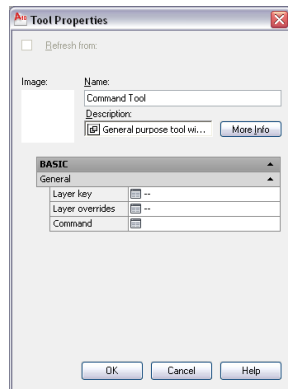 Tool Properties
Refresh from:
Image:
Name:
Command Tool
Description:
General purpose tool wi...
More Info
BASIC
General
Layer key --
Layer overrides --
Command
OK Cancel Help